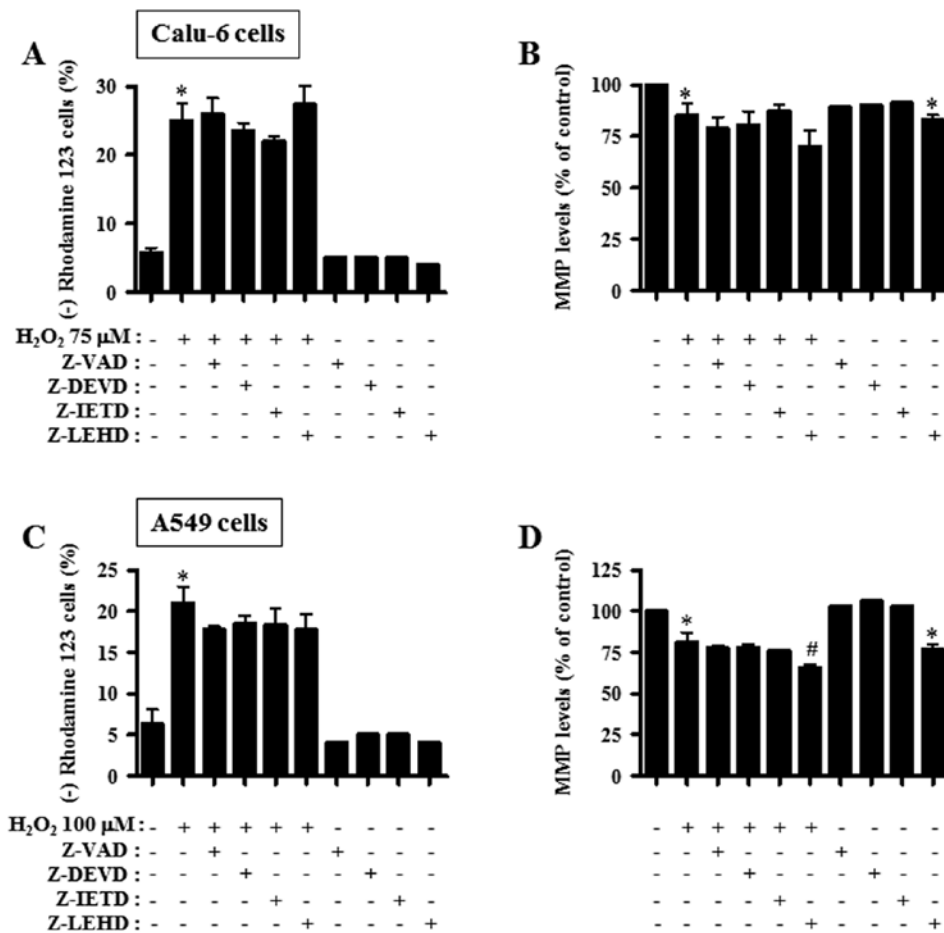 Calu-6 cells
A
(-) Rhodamine 123 cells (%)
30
20
10
0
*
B
MMP levels (% of control)
100
75
50
25
0
* *
H₂O₂ 75 µM : - + + + + + - - - -
Z-VAD : - - + - - - + - - -
Z-DEVD : - - - + - - - + - -
Z-IETD : - - - - + - - - + -
Z-LEHD : - - - - - + - - - +
- + + + + + - - - -
- - + - - - + - - -
- - - + - - - + - -
- - - - + - - - + -
- - - - - + - - - +
A549 cells
C
(-) Rhodamine 123 cells (%)
25
20
15
10
5
0
*
D
MMP levels (% of control)
125
100
75
50
25
0
* # *
H₂O₂ 100 µM : - + + + + + - - - -
Z-VAD : - - + - - - + - - -
Z-DEVD : - - - + - - - + - -
Z-IETD : - - - - + - - - + -
Z-LEHD : - - - - - + - - - +
- + + + + + - - - -
- - + - - - + - - -
- - - + - - - + - -
- - - - + - - - + -
- - - - - + - - - +